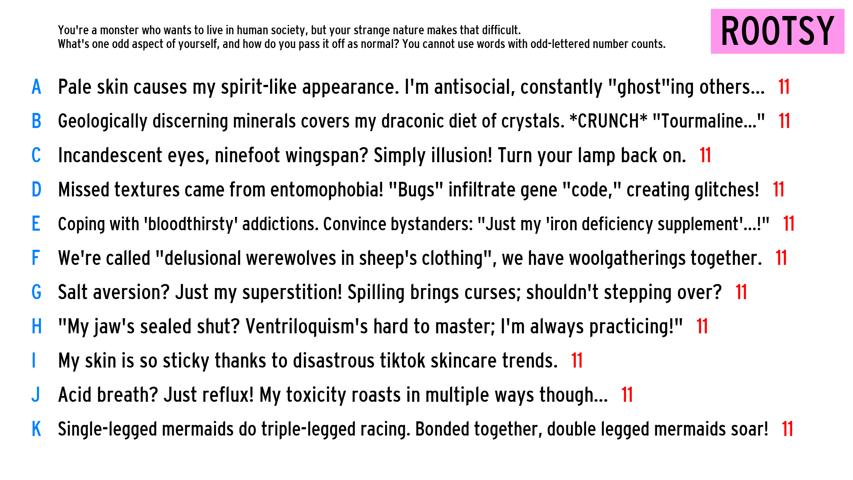 You're a monster who wants to live in human society, but your strange nature makes that difficult.
What's one odd aspect of yourself, and how do you pass it off as normal? You cannot use words with odd-lettered number counts.
ROOTSY
A Pale skin causes my spirit-like appearance. I'm antisocial, constantly "ghost"ing others... 11
B Geologically discerning minerals covers my draconic diet of crystals. *CRUNCH* "Tourmaline..." 11
C Incandescent eyes, ninefoot wingspan? Simply illusion! Turn your lamp back on. 11
D Missed textures came from entomophobia! "Bugs" infiltrate gene "code," creating glitches! 11
E Coping with 'bloodthirsty' addictions. Convince bystanders: "Just my 'iron deficiency supplement'...!" 11
F We're called "delusional werewolves in sheep's clothing", we have woolgatherings together. 11
G Salt aversion? Just my superstition! Spilling brings curses; shouldn't stepping over? 11
H "My jaw's sealed shut? Ventriloquism's hard to master; I'm always practicing!" 11
I My skin is so sticky thanks to disastrous tiktok skincare trends. 11
J Acid breath? Just reflux! My toxicity roasts in multiple ways though... 11
K Single-legged mermaids do triple-legged racing. Bonded together, double legged mermaids soar! 11